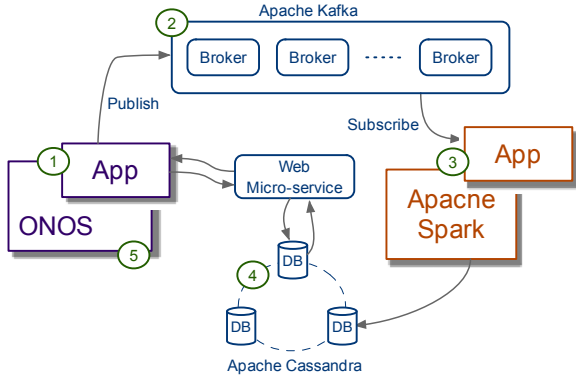 Apache Kafka
2
Broker
Broker
Broker
Publish
Subscribe
1
App
3
App
Web
Micro-service
Apacne
Spark
ONOS
5
4
DB
DB
DB
Apache Cassandra